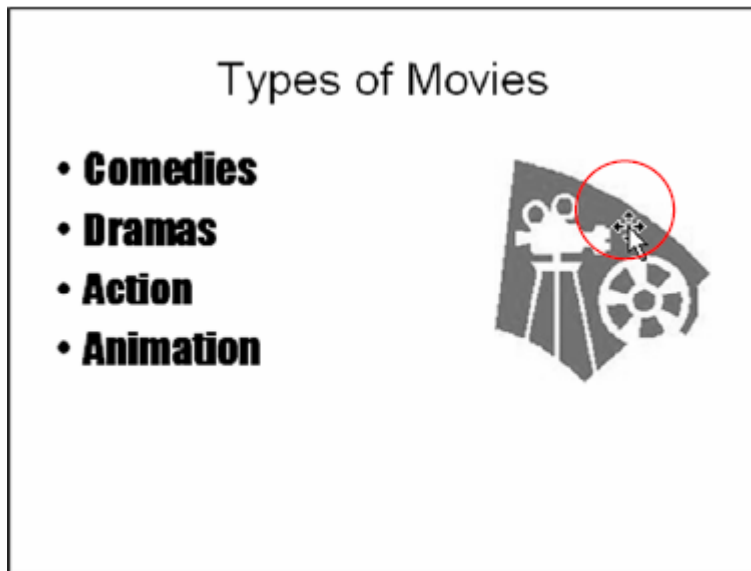 Types of Movies
• Comedies
• Dramas
• Action
• Animation